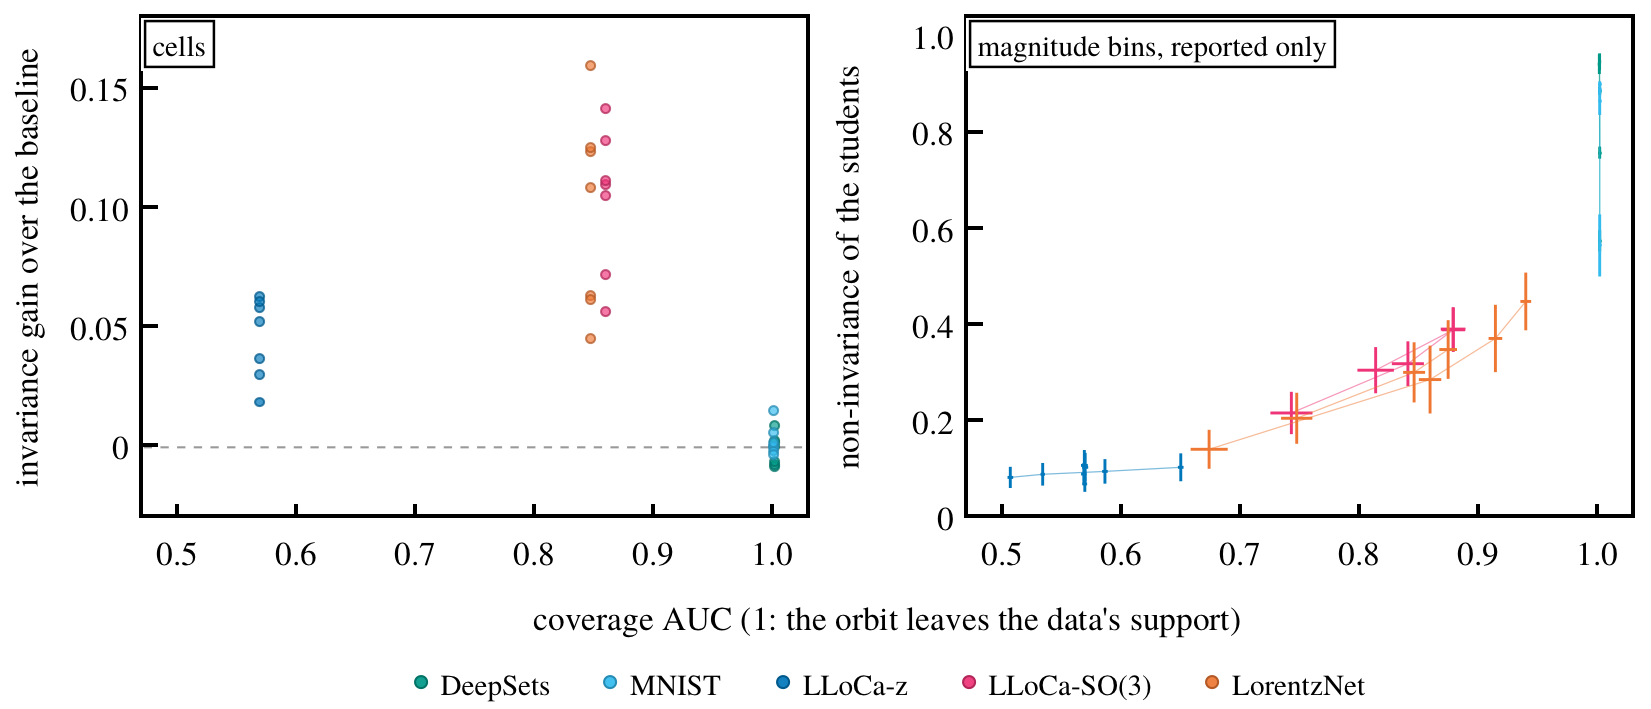 cells
invariance gain over the baseline
0.15
0.10
0.05
0
0.5 0.6 0.7 0.8 0.9 1.0
magnitude bins, reported only
non-invariance of the students
1.0
0.8
0.6
0.4
0.2
0
0.5 0.6 0.7 0.8 0.9 1.0
coverage AUC (1: the orbit leaves the data's support)
DeepSets MNIST LLoCa-z LLoCa-SO(3) LorentzNet